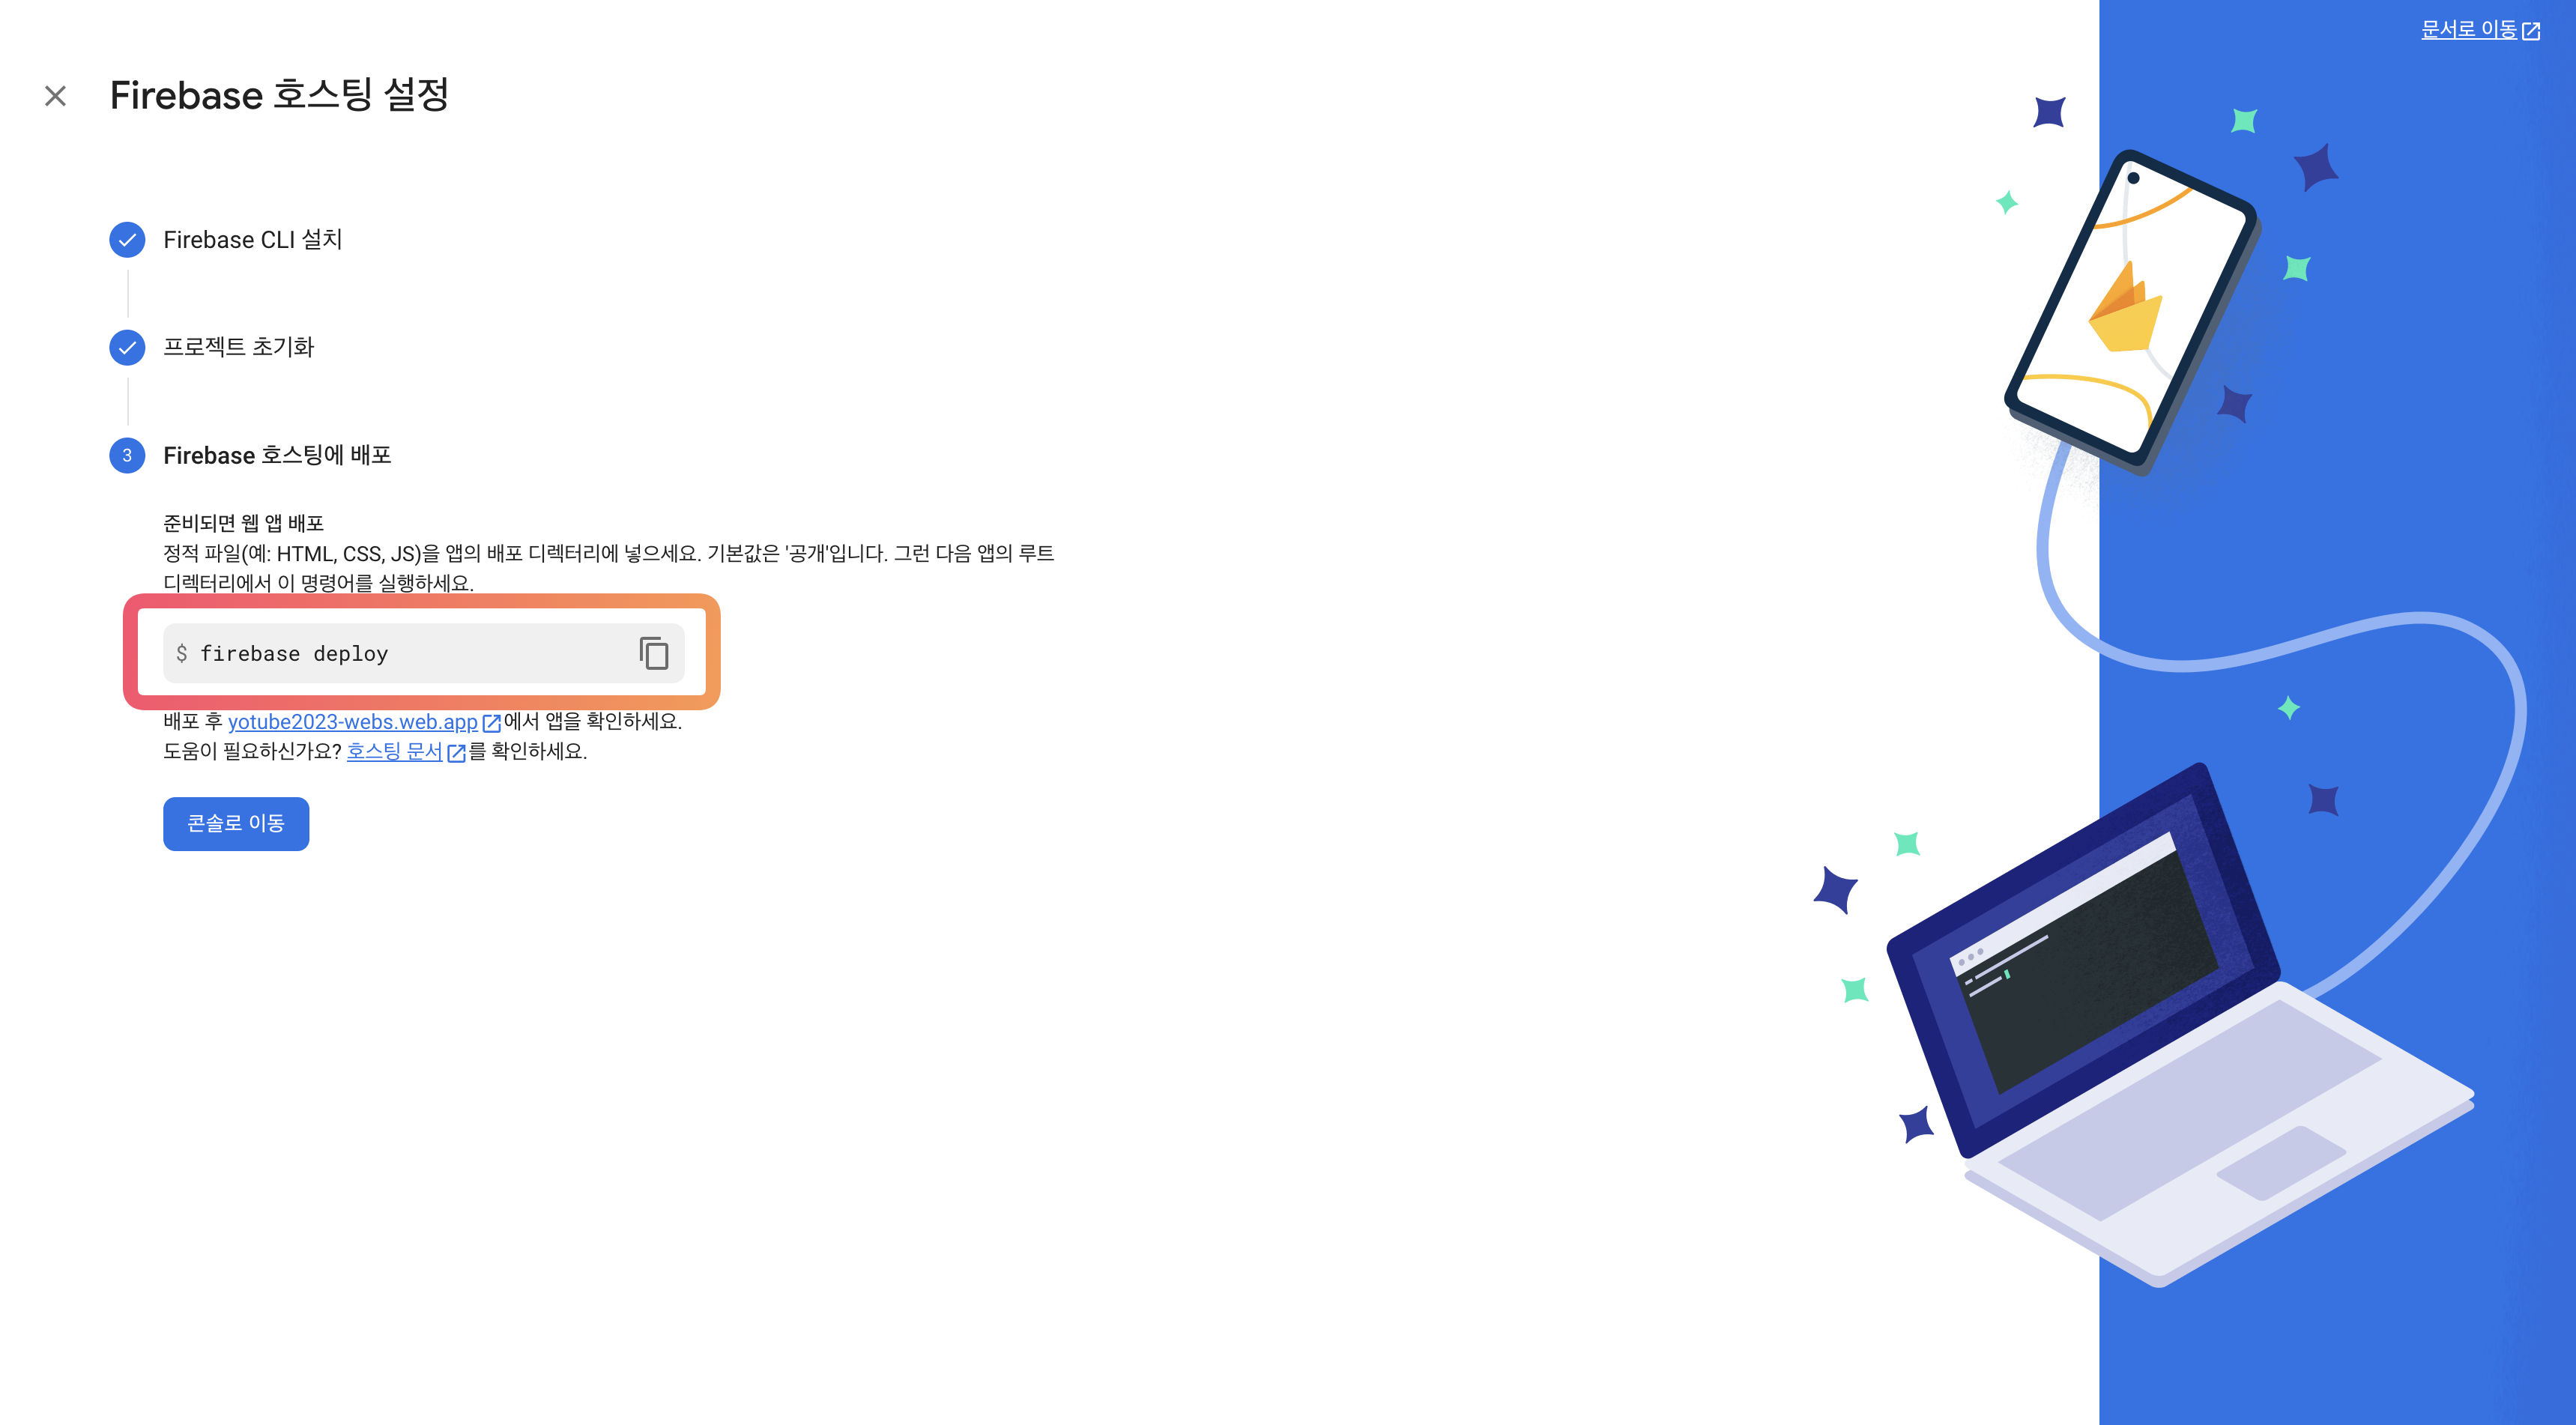 문서로 이동
Firebase 호스팅 설정
Firebase CLI 설치
프로젝트 초기화
3 Firebase 호스팅에 배포
준비되면 웹 앱 배포
정적 파일(예: HTML, CSS, JS)을 앱의 배포 디렉터리에 넣으세요. 기본값은 '공개'입니다. 그런 다음 앱의 루트
디렉터리에서 이 명령어를 실행하세요.
$ firebase deploy
배포 후 yotube2023-webs.web.app에서 앱을 확인하세요.
도움이 필요하신가요? 호스팅 문서를 확인하세요.
콘솔로 이동